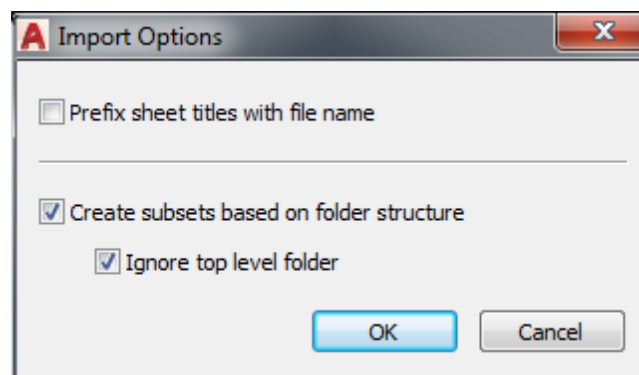 Import Options
Prefix sheet titles with file name
Create subsets based on folder structure
Ignore top level folder
OK Cancel